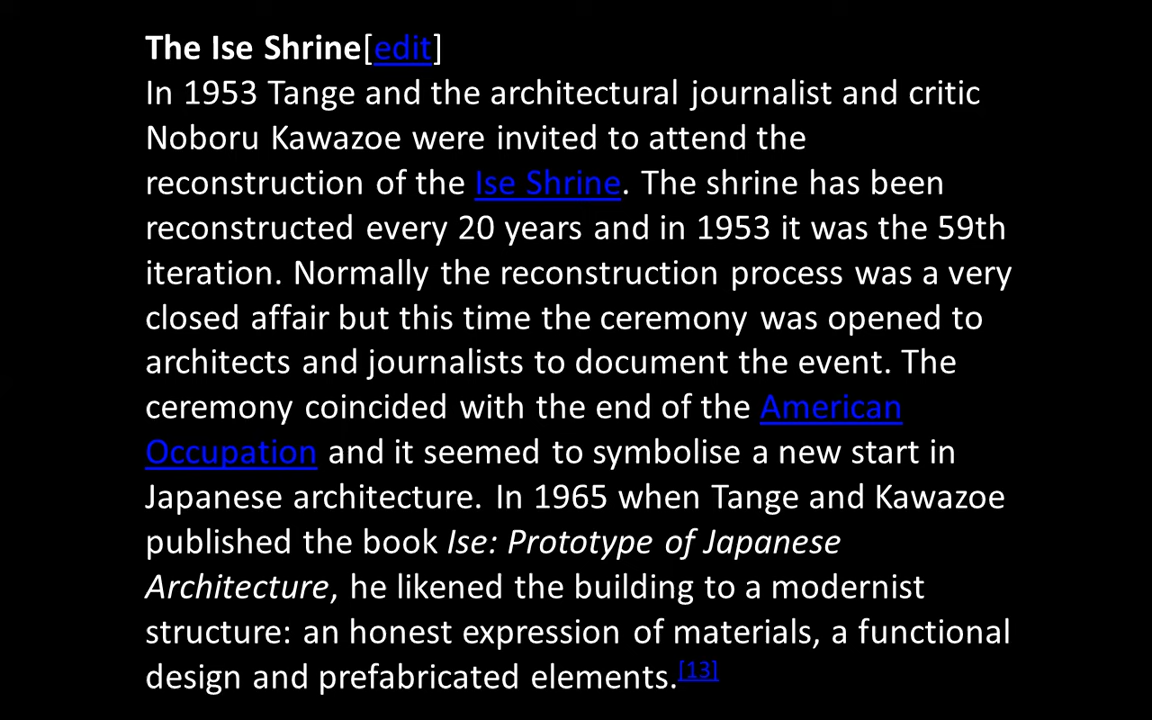 The Ise Shrine[edit]
In 1953 Tange and the architectural journalist and critic
Noboru Kawazoe were invited to attend the
reconstruction of the Ise Shrine. The shrine has been
reconstructed every 20 years and in 1953 it was the 59th
iteration. Normally the reconstruction process was a very
closed affair but this time the ceremony was opened to
architects and journalists to document the event. The
ceremony coincided with the end of the American
Occupation and it seemed to symbolise a new start in
Japanese architecture. In 1965 when Tange and Kawazoe
published the book Ise: Prototype of Japanese
Architecture, he likened the building to a modernist
structure: an honest expression of materials, a functional
design and prefabricated elements.[13]